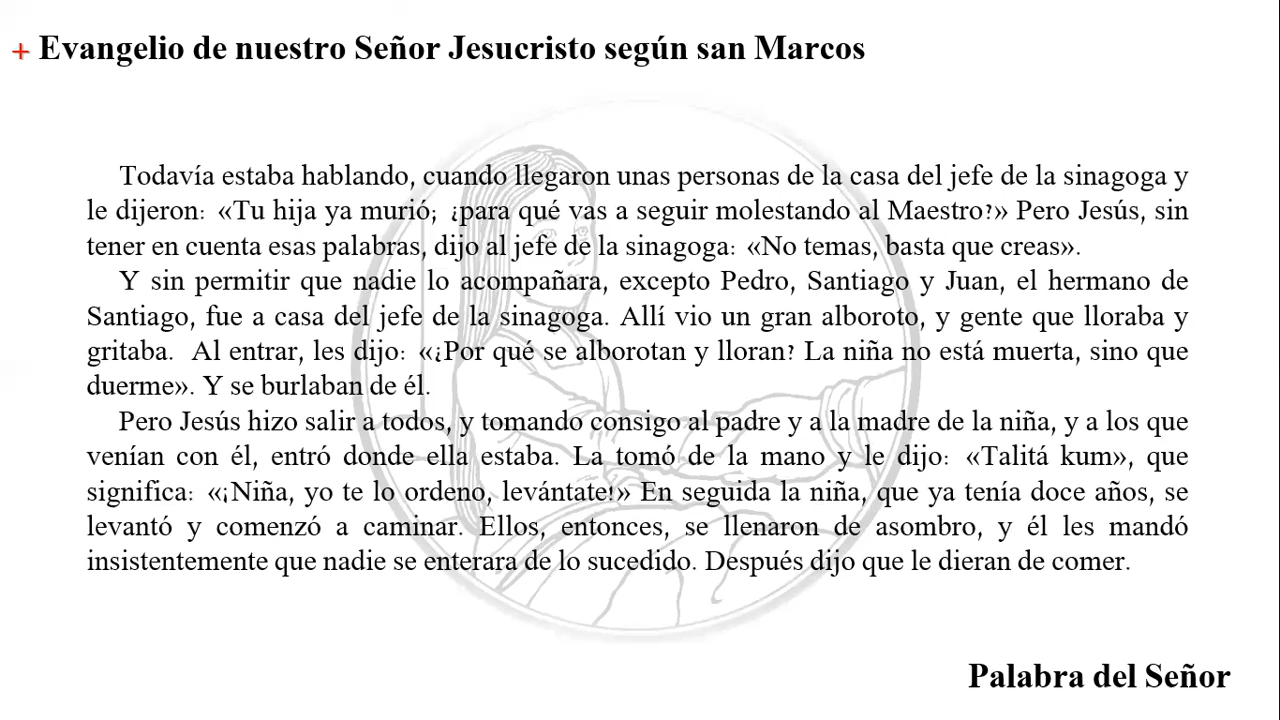 + Evangelio de nuestro Señor Jesucristo según san Marcos
Todavía estaba hablando, cuando llegaron unas personas de la casa del jefe de la sinagoga y
le dijeron: «Tu hija ya murió; ¿para qué vas a seguir molestando al Maestro?» Pero Jesús, sin
tener en cuenta esas palabras, dijo al jefe de la sinagoga: «No temas, basta que creas».
Y sin permitir que nadie lo acompañara, excepto Pedro, Santiago y Juan, el hermano de
Santiago, fue a casa del jefe de la sinagoga. Allí vio un gran alboroto, y gente que lloraba y
gritaba. Al entrar, les dijo: «¿Por qué se alborotan y lloran? La niña no está muerta, sino que
duerme». Y se burlaban de él.
Pero Jesús hizo salir a todos, y tomando consigo al padre y a la madre de la niña, y a los que
venían con él, entró donde ella estaba. La tomó de la mano y le dijo: «Talitá kum», que
significa: «¡Niña, yo te lo ordeno, levántate!» En seguida la niña, que ya tenía doce años, se
levantó y comenzó a caminar. Ellos, entonces, se llenaron de asombro, y él les mandó
insistentemente que nadie se enterara de lo sucedido. Después dijo que le dieran de comer.
Palabra del Señor